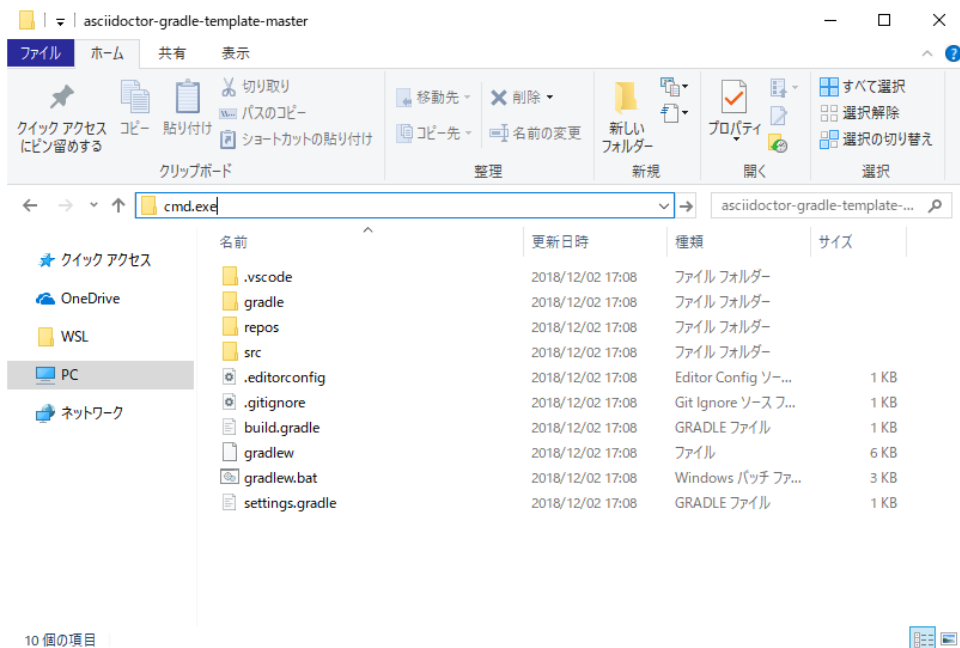 asciidoctor-gradle-template-master
ファイル ホーム 共有 表示
クイック アクセス
にピン留めする
コピー
貼り付け
切り取り
パスのコピー
ショートカットの貼り付け
クリップボード
移動先
コピー先
削除
名前の変更
整理
新しい
フォルダー
新規
プロパティ
開く
すべて選択
選択解除
選択の切り替え
選択
cmd.exe
asciidoctor-gradle-template-...
クイック アクセス
OneDrive
WSL
PC
ネットワーク
名前 更新日時 種類 サイズ
.vscode 2018/12/02 17:08 ファイル フォルダー
gradle 2018/12/02 17:08 ファイル フォルダー
repos 2018/12/02 17:08 ファイル フォルダー
src 2018/12/02 17:08 ファイル フォルダー
.editorconfig 2018/12/02 17:08 Editor Config ソー... 1 KB
.gitignore 2018/12/02 17:08 Git Ignore ソース フ... 1 KB
build.gradle 2018/12/02 17:08 GRADLE ファイル 1 KB
gradlew 2018/12/02 17:08 ファイル 6 KB
gradlew.bat 2018/12/02 17:08 Windows バッチ ファ... 3 KB
settings.gradle 2018/12/02 17:08 GRADLE ファイル 1 KB
10 個の項目